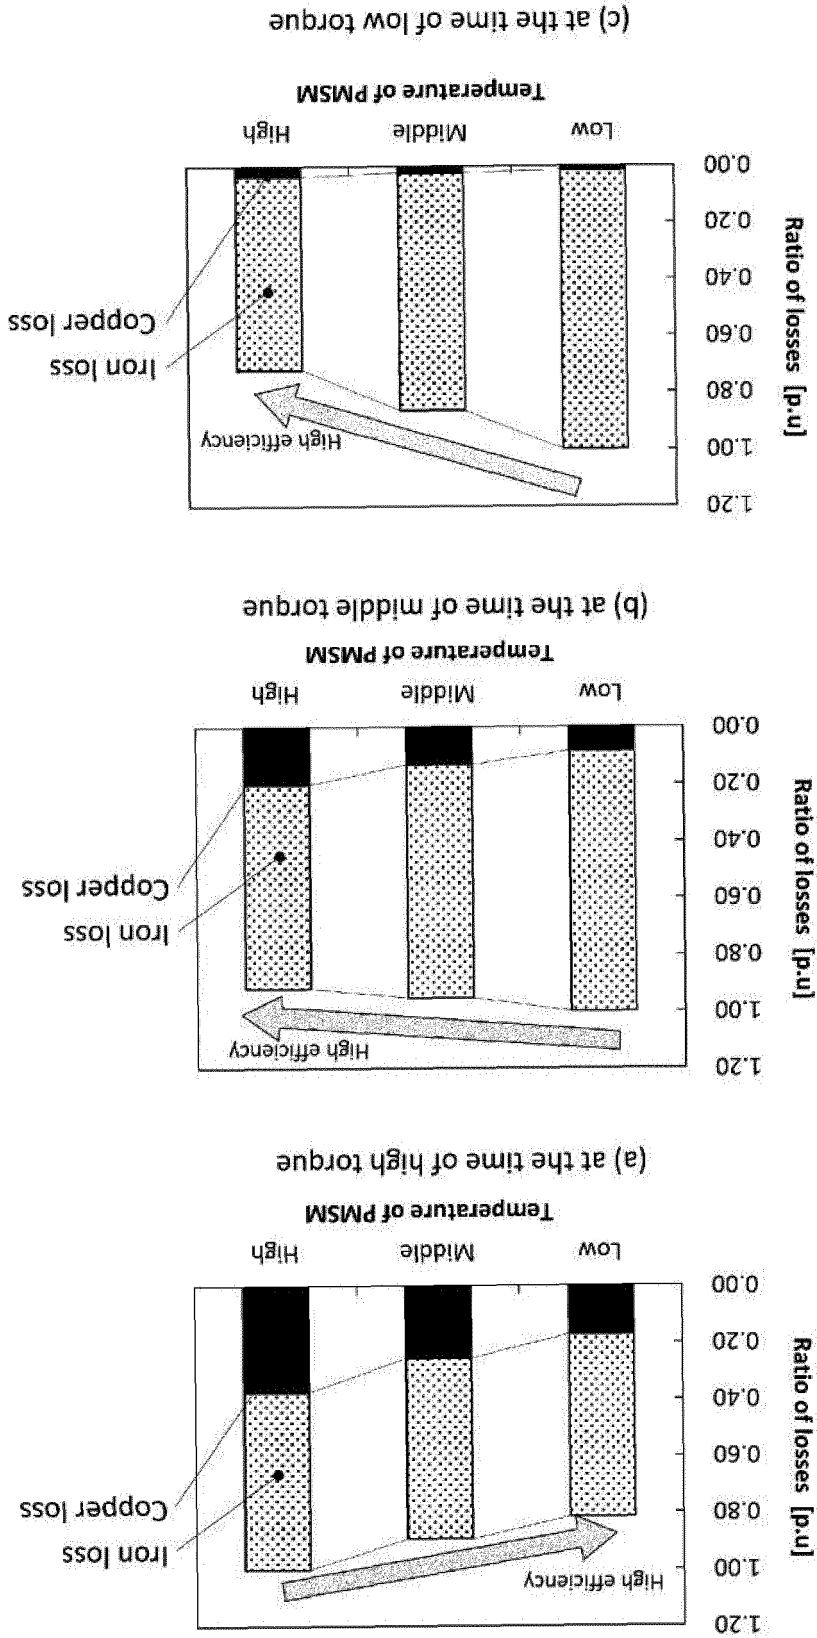 1.20
1.00
0.80
0.60
0.40
0.20
0.00
Ratio of losses [p.u]
High efficiency
Iron loss
Copper loss
Low Middle High
Temperature of PMSM
(a) at the time of high torque
1.20
1.00
0.80
0.60
0.40
0.20
0.00
Ratio of losses [p.u]
High efficiency
Iron loss
Copper loss
Low Middle High
Temperature of PMSM
(b) at the time of middle torque
1.20
1.00
0.80
0.60
0.40
0.20
0.00
Ratio of losses [p.u]
High efficiency
Iron loss
Copper loss
Low Middle High
Temperature of PMSM
(c) at the time of low torque